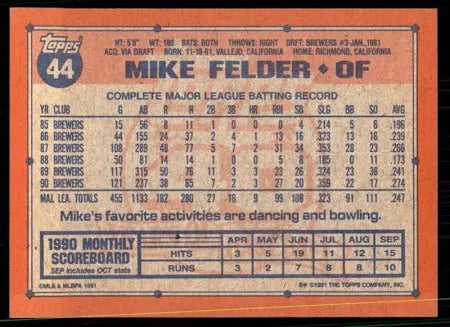 Topps
44
HT: 5'8" WT: 160 BATS: BOTH THROWS: RIGHT DRFT: BREWERS #3-JAN, 1981
ACQ: VIA DRAFT BORN: 11-18-61, VALLEJO, CALIFORNIA HOME: RICHMOND, CALIFORNIA
MIKE FELDER ◆ OF
COMPLETE MAJOR LEAGUE BATTING RECORD
YR CLUB G AB R H 2B 3B HR RBI SB SLG BB SO AVG
85 BREWERS 15 56 8 11 1 0 0 0 4 .214 5 6 .196
86 BREWERS 44 155 24 37 2 4 1 13 16 .323 13 16 .239
87 BREWERS 108 289 48 77 5 7 2 31 34 .353 28 23 .266
88 BREWERS 50 81 14 14 1 0 0 5 8 .185 0 11 .173
89 BREWERS 117 315 50 76 11 3 3 23 26 .324 23 38 .241
90 BREWERS 121 237 38 65 7 2 3 27 20 .359 22 17 .274
MAJ. LEA. TOTALS 455 1133 182 280 27 16 9 99 108 .323 91 111 .247
Mike's favorite activities are dancing and bowling.
1990 MONTHLY SCOREBOARD APR MAY JUN JUL AUG SEP
HITS 3 5 19 11 12 15
RUNS 3 2 7 8 8 10
SEP includes OCT stats
©MLB & MLBPA 1991
B* ©1991 THE TOPPS COMPANY, INC.